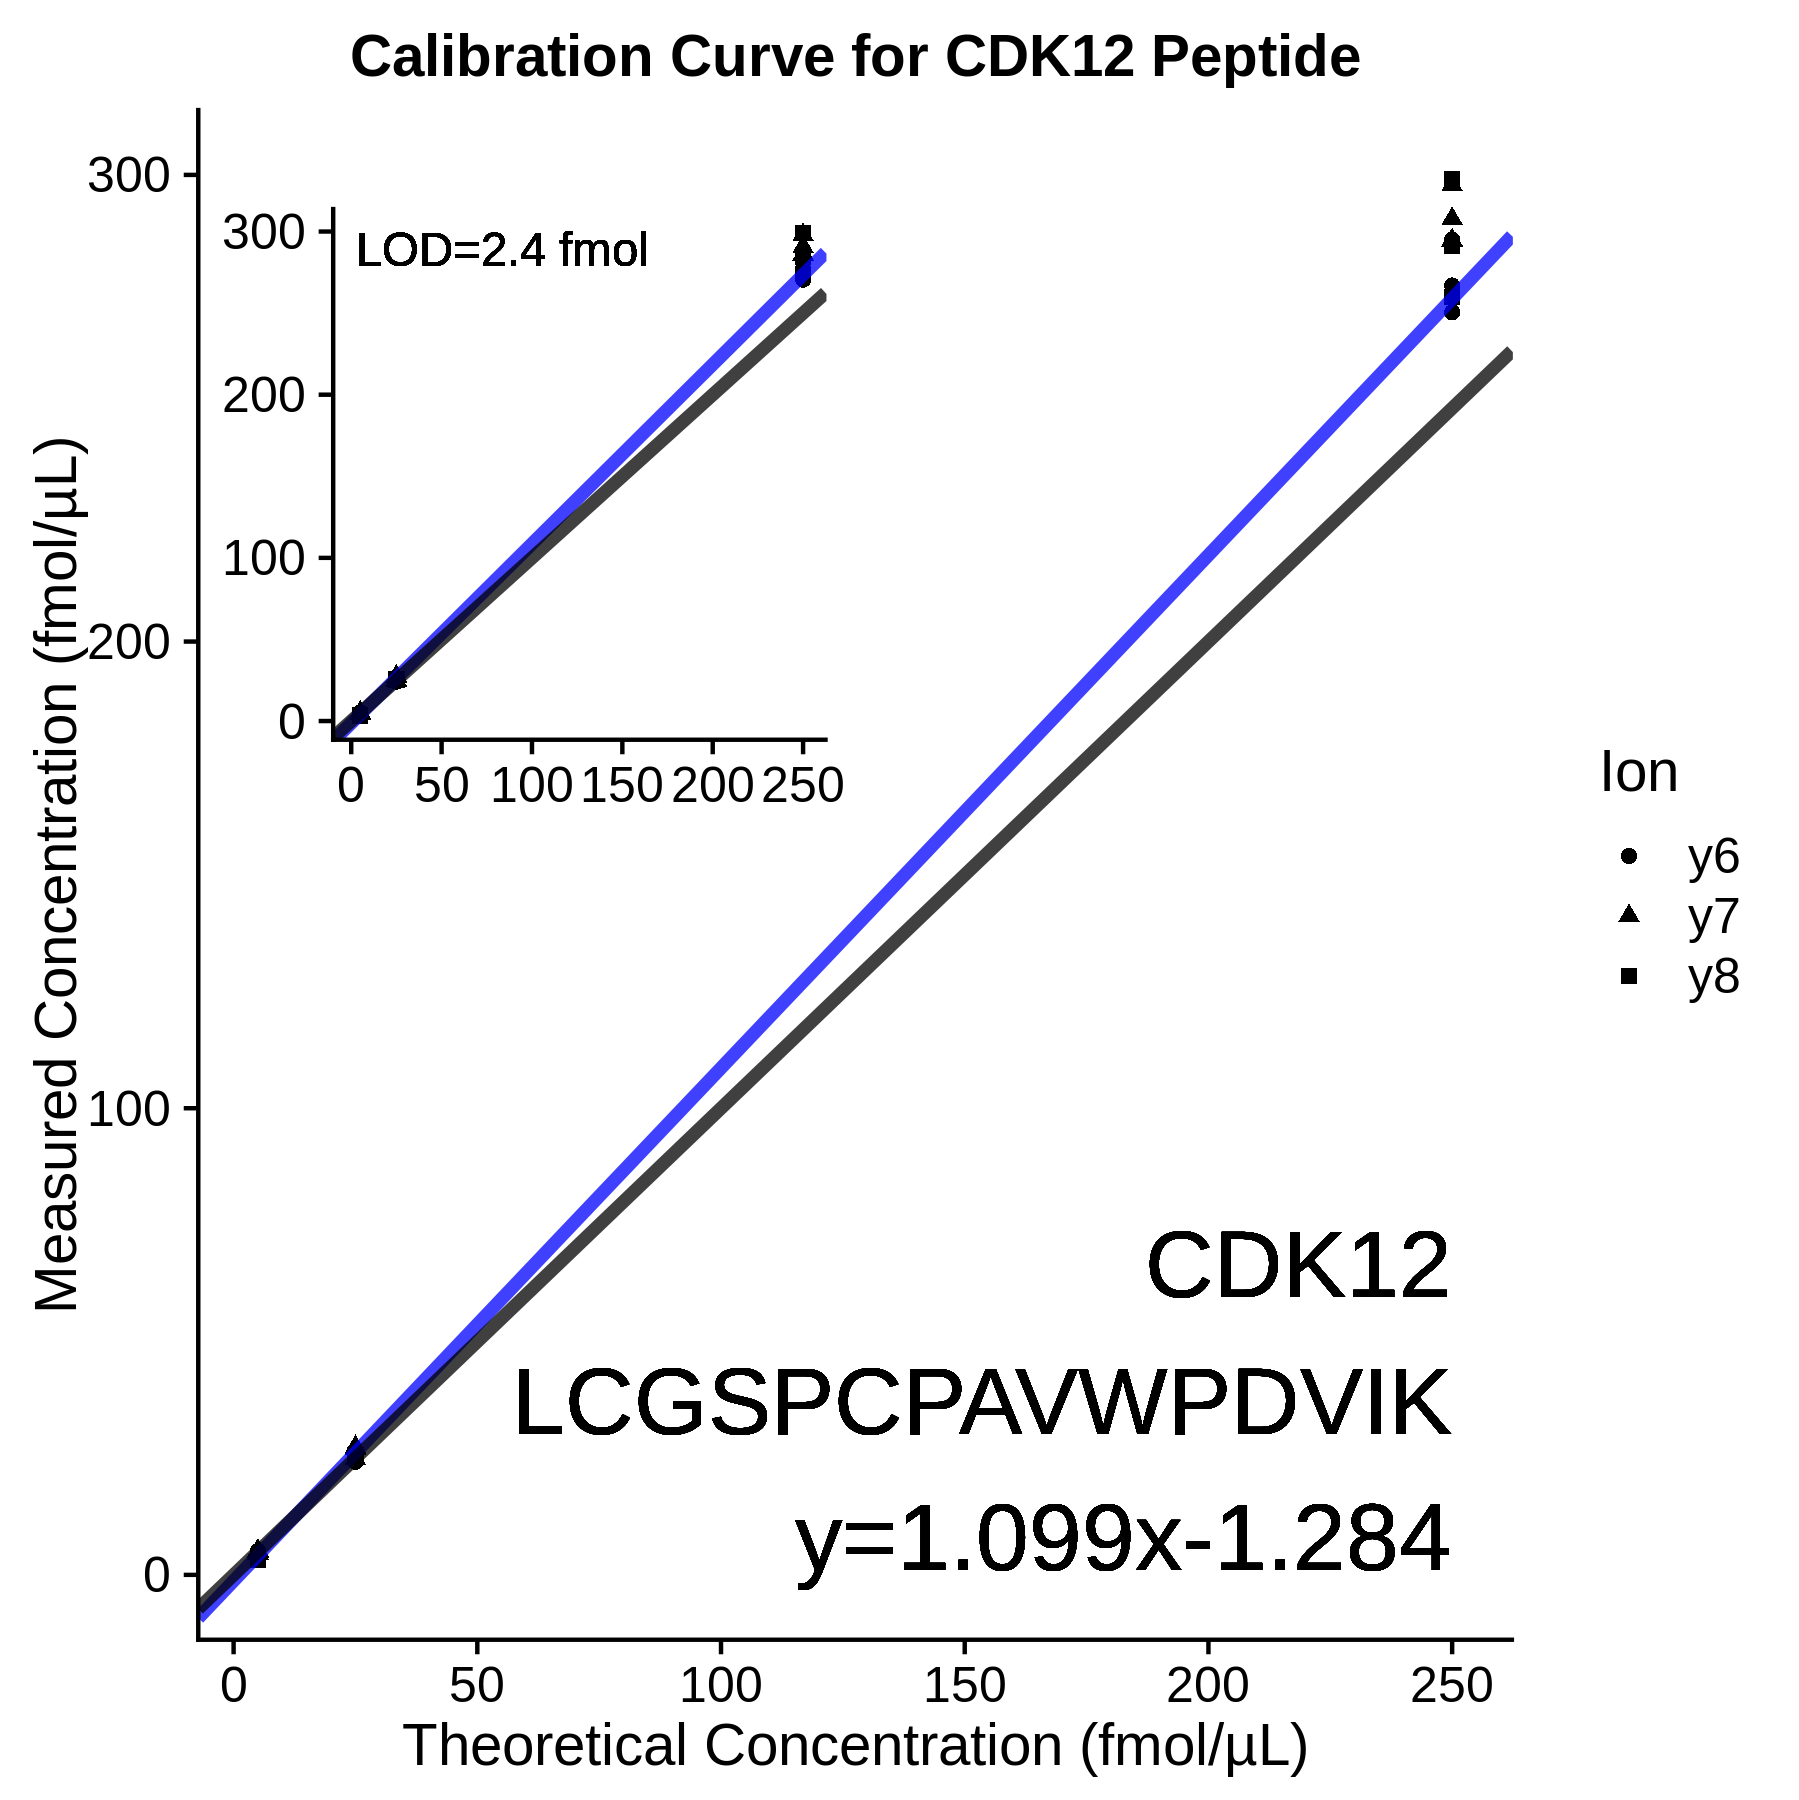 Calibration Curve for CDK12 Peptide
Measured Concentration (fmol/µL)
300
200
100
0
LOD=2.4 fmol
300
200
100
0
0 50 100 150 200 250
Ion
y6
y7
y8
CDK12
LCGSPCPAVWPDVIK
y=1.099x-1.284
0 50 100 150 200 250
Theoretical Concentration (fmol/µL)